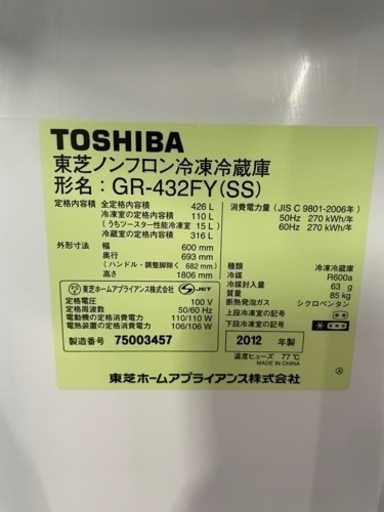 TOSHIBA
東芝ノンフロン冷凍冷蔵庫
形名：GR-432FY(SS)
定格内容積 全定格内容積 426 L
冷凍室の定格内容積 110 L
(うちツースター性能冷凍室 15 L)
冷蔵室の定格内容積 316 L
外形寸法 幅 600 mm
奥行 693 mm
(ハンドル・調整脚除く 682 mm)
高さ 1806 mm
東芝ホームアプライアンス株式会社 S-JET
定格電圧 100 V
定格周波数 50/60 Hz
電動機の定格消費電力 110/110 W
電熱装置の定格消費電力 106/106 W
製造番号 75003457
消費電力量 (JIS C 9801-2006年)
50Hz 270 kWh/年
60Hz 270 kWh/年
種類 冷凍冷蔵庫
冷媒 R600a
冷媒封入量 63 g
質量 85 kg
断熱発泡ガス シクロペンタン
上段冷凍室の記号
下段冷凍室の記号
2012 年製
温度ヒューズ 77℃
MADE IN CHINA
東芝ホームアプライアンス株式会社
Ⓐ